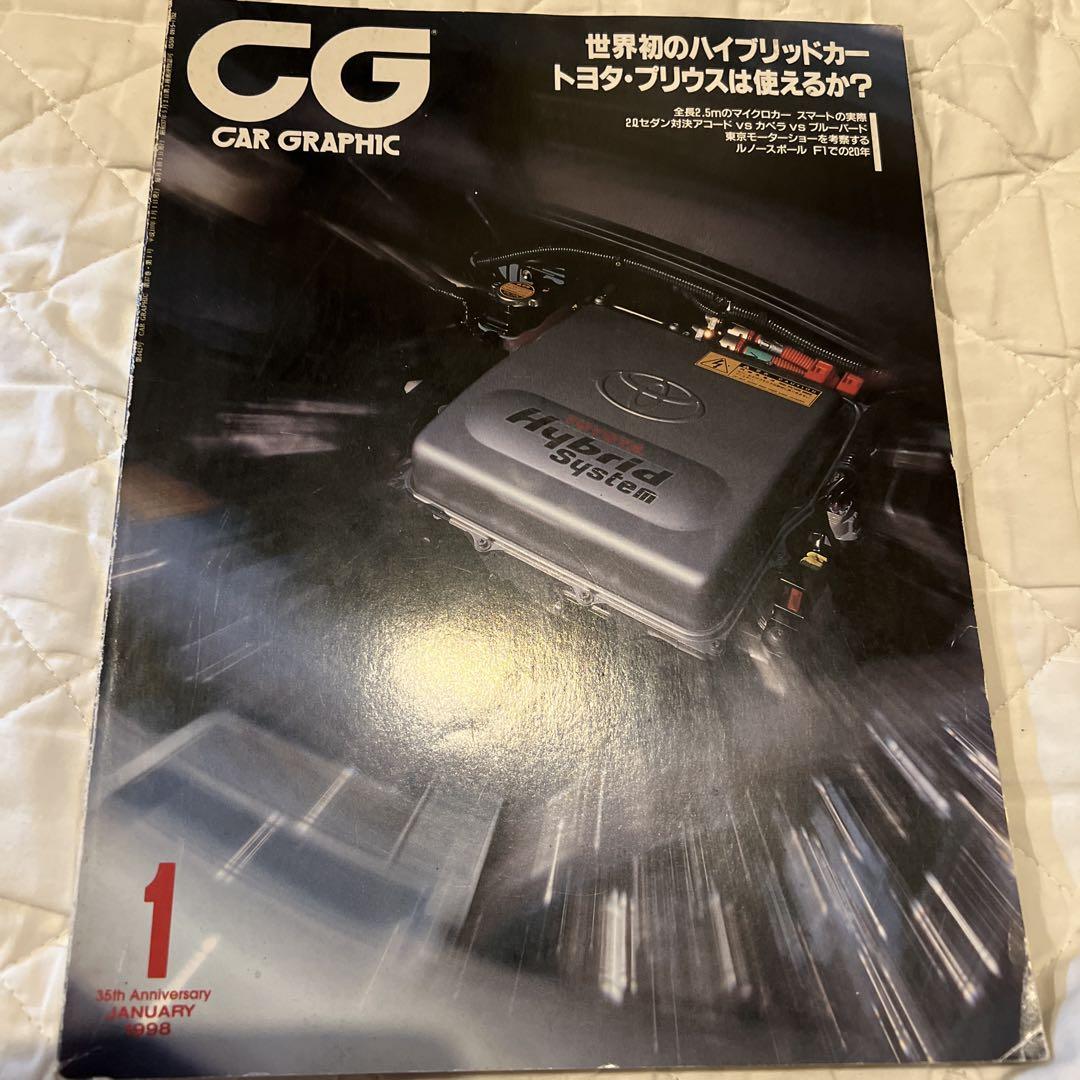 CG
CAR GRAPHIC
世界初のハイブリッドカー
トヨタ・プリウスは使えるか?
全長2.5mのマイクロカー スマートの実際
2ℓセダン対決アコード vs カペラ vs ブルーバード
東京モーターショーを考察する
ルノースポール F1での20年
Hybrid
System
1
35th Anniversary
JANUARY
1998